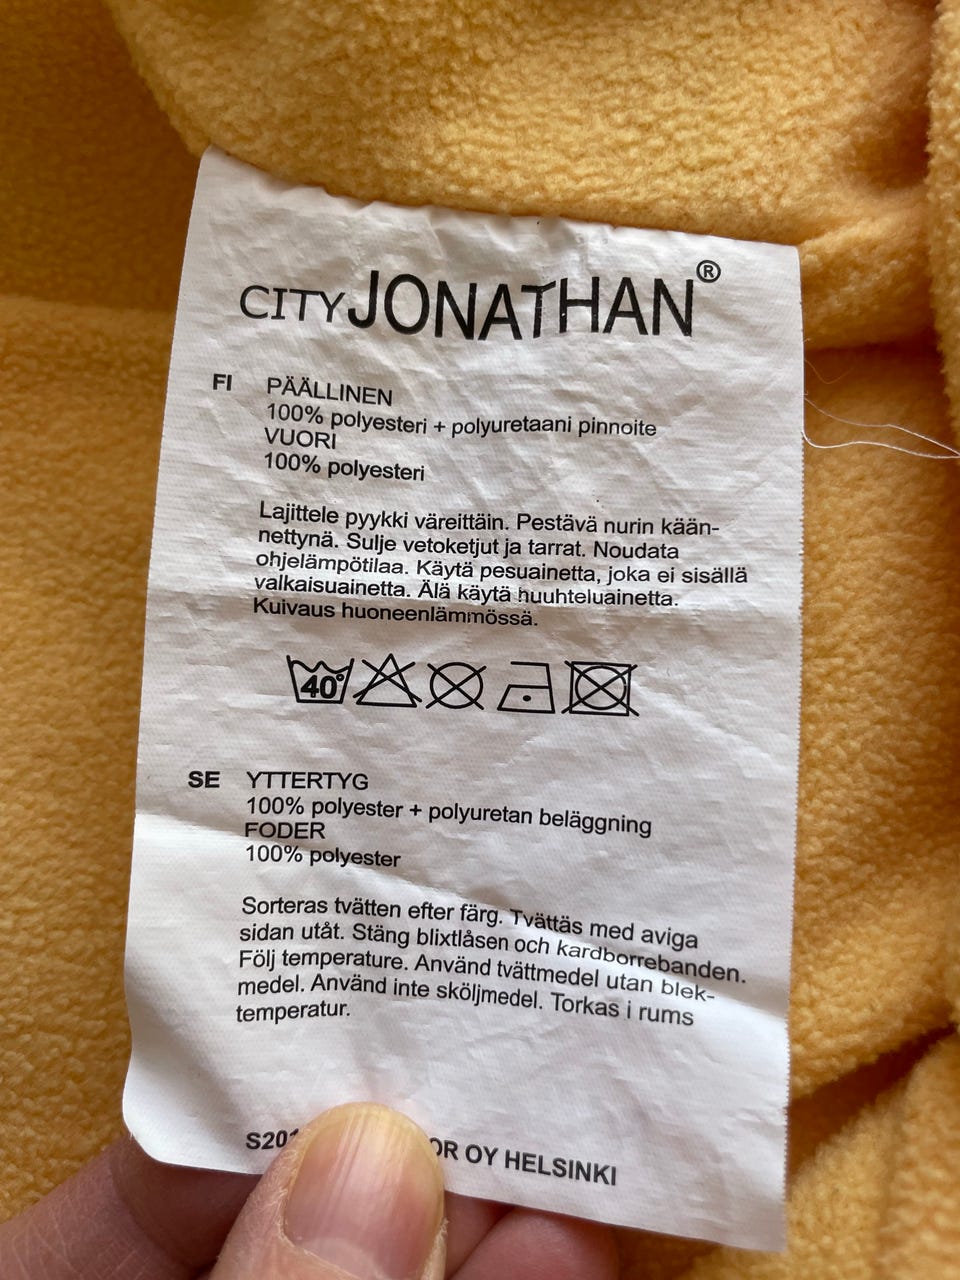 CITY JONATHAN®
FI PÄÄLLINEN
100% polyesteri + polyuretaani pinnoite
VUORI
100% polyesteri
Lajittele pyykki väreittäin. Pestävä nurin kään-
nettynä. Sulje vetoketjut ja tarrat. Noudata
ohjelämpötilaa. Käytä pesuainetta, joka ei sisällä
valkaisuainetta. Älä käytä huuhteluainetta.
Kuivaus huoneenlämmössä.
40°
SE YTTERTYG
100% polyester + polyuretan beläggning
FODER
100% polyester
Sorteras tvätten efter färg. Tvättäs med aviga
sidan utåt. Stäng blixtlåsen och kardborrebanden.
Följ temperature. Använd tvättmedel utan blek-
medel. Använd inte sköljmedel. Torkas i rums
temperatur.
OY HELSINKI